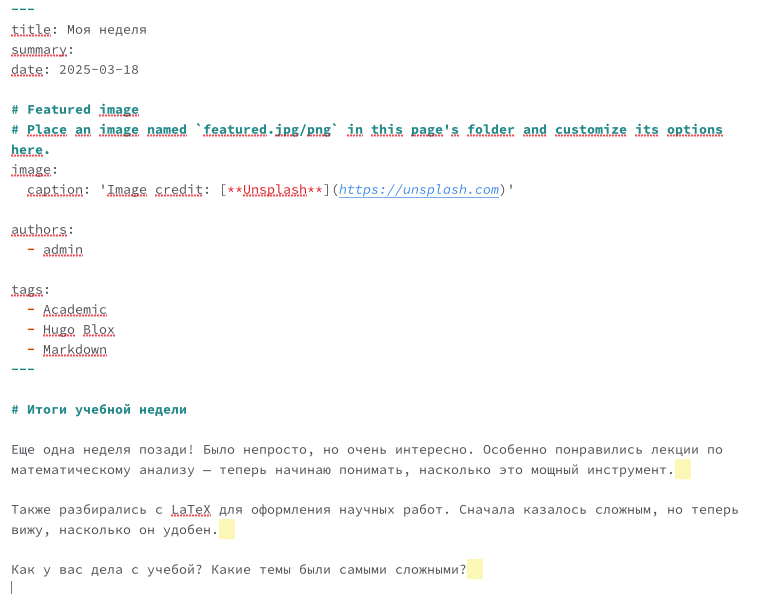 ---
title: Моя неделя
summary:
date: 2025-03-18
# Featured image
# Place an image named `featured.jpg/png` in this page's folder and customize its options
here.
image:
caption: 'Image credit: [**Unsplash**](https://unsplash.com)'
authors:
- admin
tags:
- Academic
- Hugo Blox
- Markdown
---
# Итоги учебной недели
Еще одна неделя позади! Было непросто, но очень интересно. Особенно понравились лекции по
математическому анализу — теперь начинаю понимать, насколько это мощный инструмент.
Также разбирались с LaTeX для оформления научных работ. Сначала казалось сложным, но теперь
вижу, насколько он удобен.
Как у вас дела с учебой? Какие темы были самыми сложными?